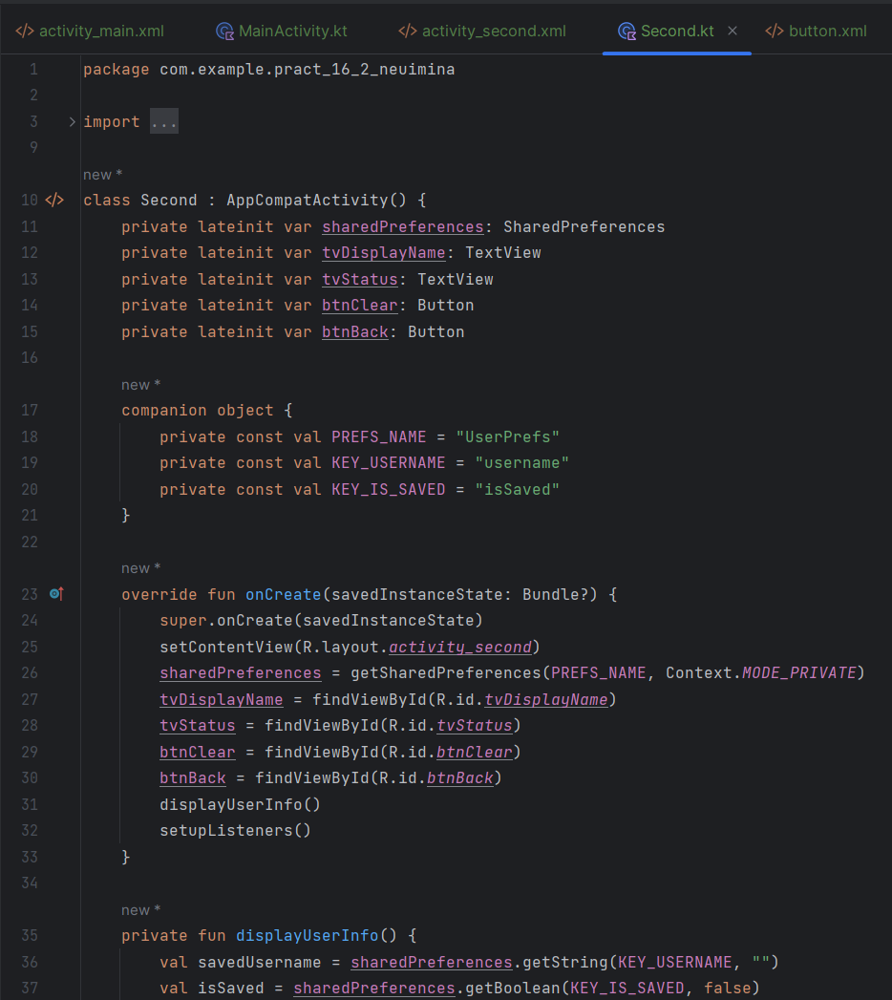 activity_main.xml MainActivity.kt activity_second.xml Second.kt × button.xml
1 package com.example.pract_16_2_neuimina
2
3 import ...
9
new *
10 class Second : AppCompatActivity() {
11 private lateinit var sharedPreferences: SharedPreferences
12 private lateinit var tvDisplayName: TextView
13 private lateinit var tvStatus: TextView
14 private lateinit var btnClear: Button
15 private lateinit var btnBack: Button
16
new *
17 companion object {
18 private const val PREFS_NAME = "UserPrefs"
19 private const val KEY_USERNAME = "username"
20 private const val KEY_IS_SAVED = "isSaved"
21 }
22
new *
23 override fun onCreate(savedInstanceState: Bundle?) {
24 super.onCreate(savedInstanceState)
25 setContentView(R.layout.activity_second)
26 sharedPreferences = getSharedPreferences(PREFS_NAME, Context.MODE_PRIVATE)
27 tvDisplayName = findViewById(R.id.tvDisplayName)
28 tvStatus = findViewById(R.id.tvStatus)
29 btnClear = findViewById(R.id.btnClear)
30 btnBack = findViewById(R.id.btnBack)
31 displayUserInfo()
32 setupListeners()
33 }
34
new *
35 private fun displayUserInfo() {
36 val savedUsername = sharedPreferences.getString(KEY_USERNAME, "")
37 val isSaved = sharedPreferences.getBoolean(KEY_IS_SAVED, false)